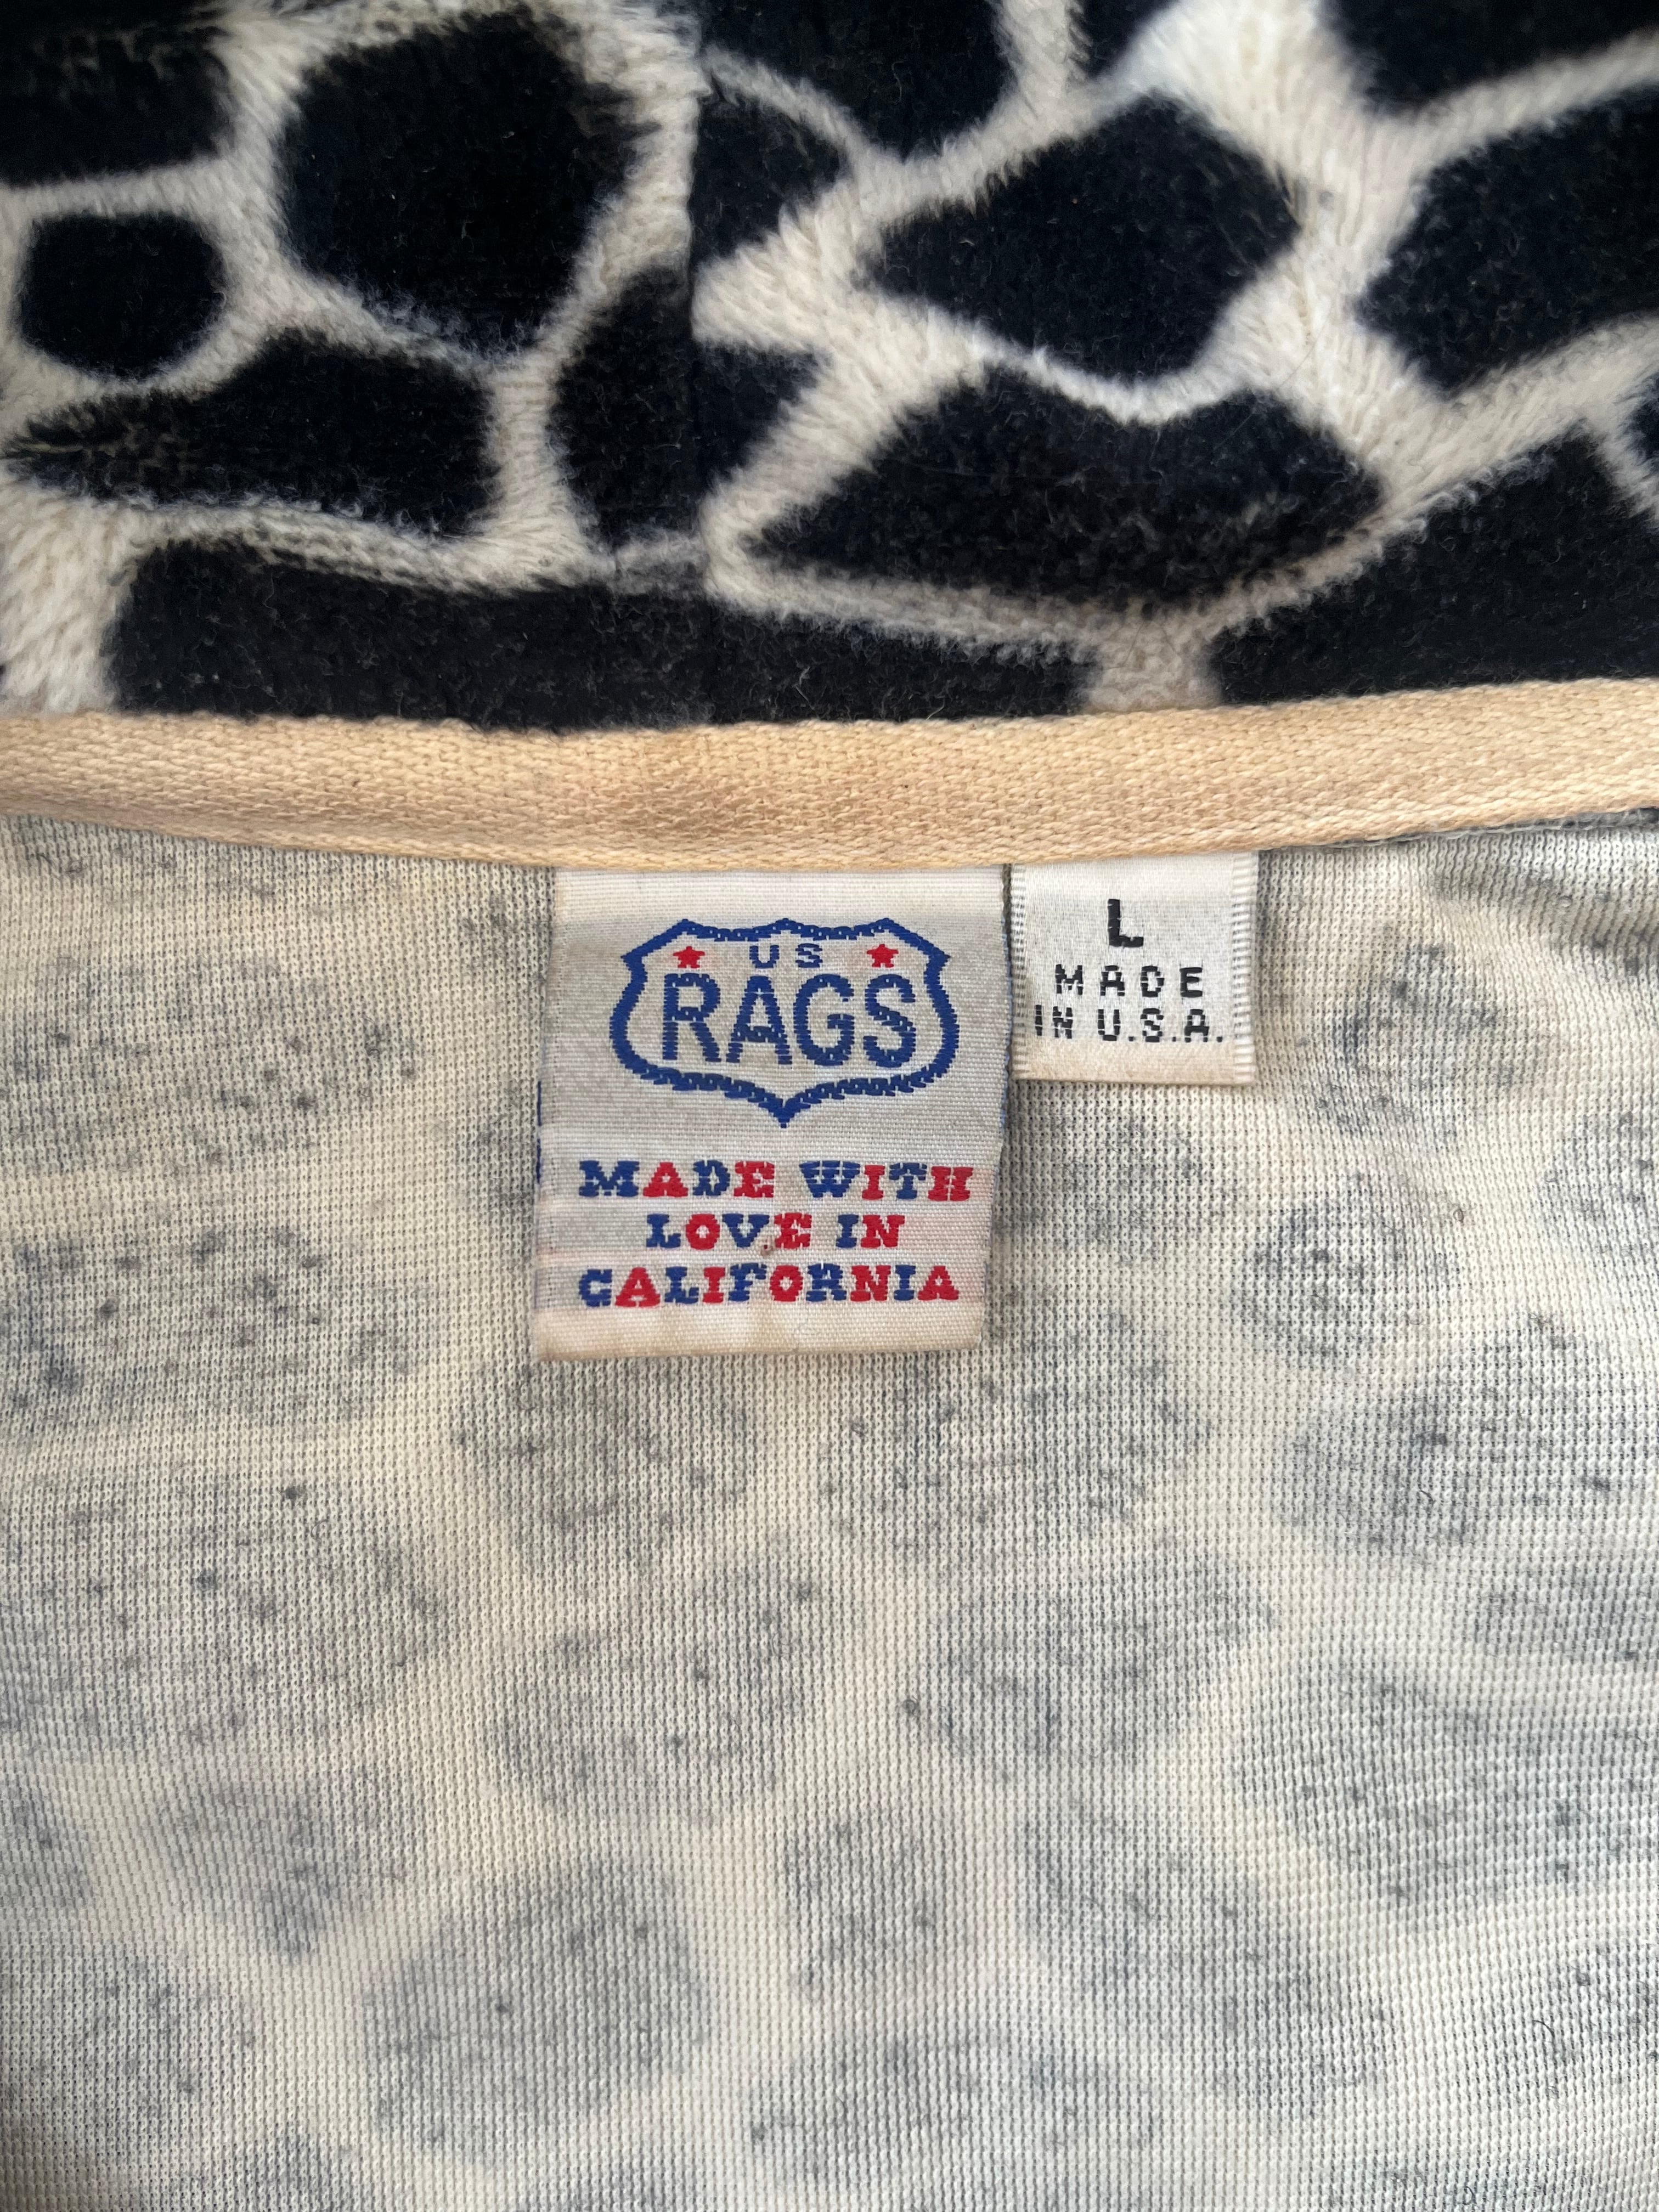 US
RAGS
MADE WITH
LOVE IN
CALIFORNIA
L
MADE
IN U.S.A.